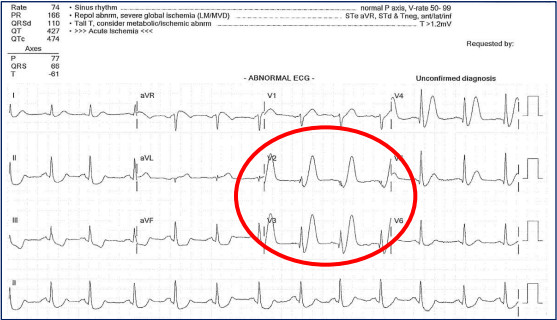 Rate 74 • Sinus rhythm normal P axis, V-rate 50- 99
PR 166 • Repol abnrm, severe global ischemia (LM/MVD) STe aVR, STd & Tneg, ant/lat/inf
QRSd 110 • Tall T, consider metabolic/ischemic abnrm T >1.2mV
QT 427 • >>> Acute Ischemia <<<
QTc 474
Axes
Requested by:
P 77
QRS 66
T -61
- ABNORMAL ECG - Unconfirmed diagnosis
I aVR V1 V4
II aVL V2
III aVF V3 V6
II